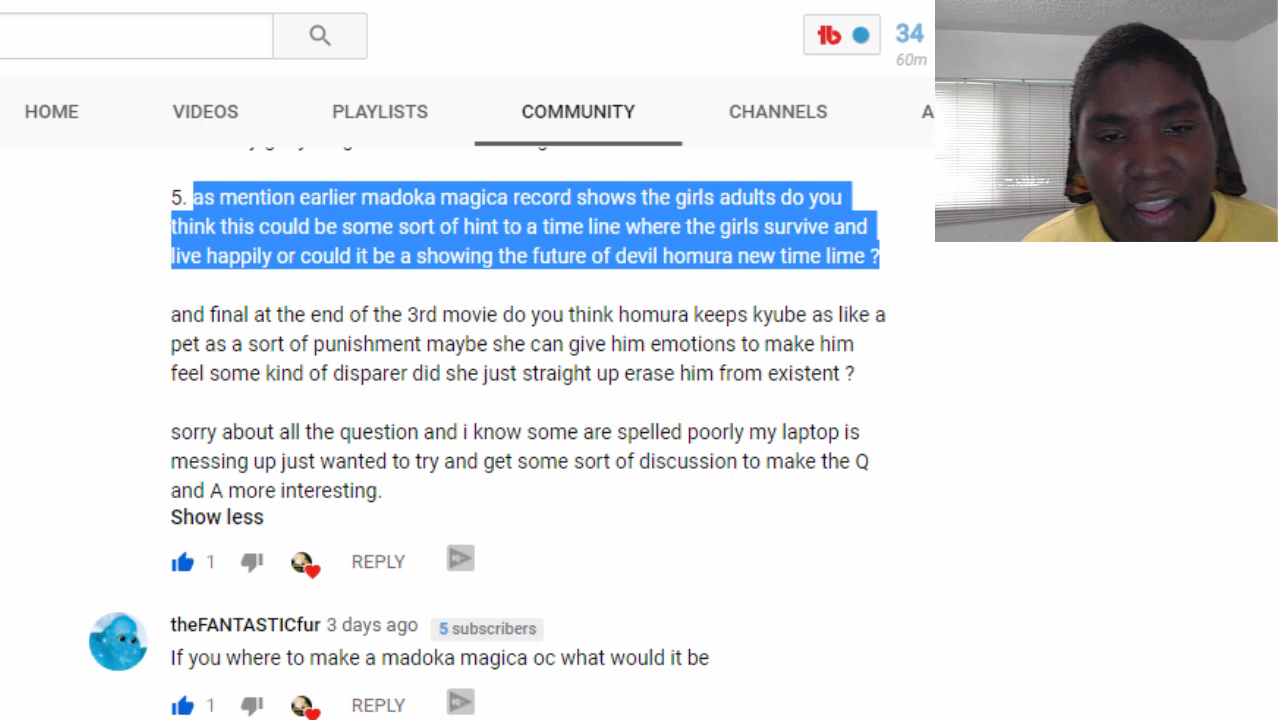 34
60m
HOME VIDEOS PLAYLISTS COMMUNITY CHANNELS A
5. as mention earlier madoka magica record shows the girls adults do you
think this could be some sort of hint to a time line where the girls survive and
live happily or could it be a showing the future of devil homura new time lime ?
and final at the end of the 3rd movie do you think homura keeps kyube as like a
pet as a sort of punishment maybe she can give him emotions to make him
feel some kind of disparer did she just straight up erase him from existent ?
sorry about all the question and i know some are spelled poorly my laptop is
messing up just wanted to try and get some sort of discussion to make the Q
and A more interesting.
Show less
1 REPLY
theFANTASTICfur 3 days ago 5 subscribers
If you where to make a madoka magica oc what would it be
1 REPLY